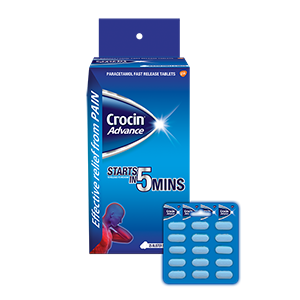 PARACETAMOL FAST RELEASE TABLETS
Crocin
Advance
Effective relief from PAIN
STARTS
IN 5 MINS